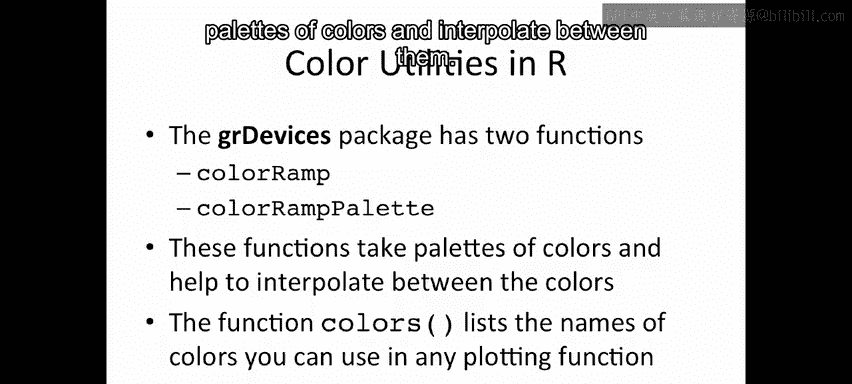 palettes of colors and interpolate between
them.
Color Utilities in R
• The grDevices package has two functions
– colorRamp
– colorRampPalette
• These functions take palettes of colors and
help to interpolate between the colors
• The function colors() lists the names of
colors you can use in any plotting function